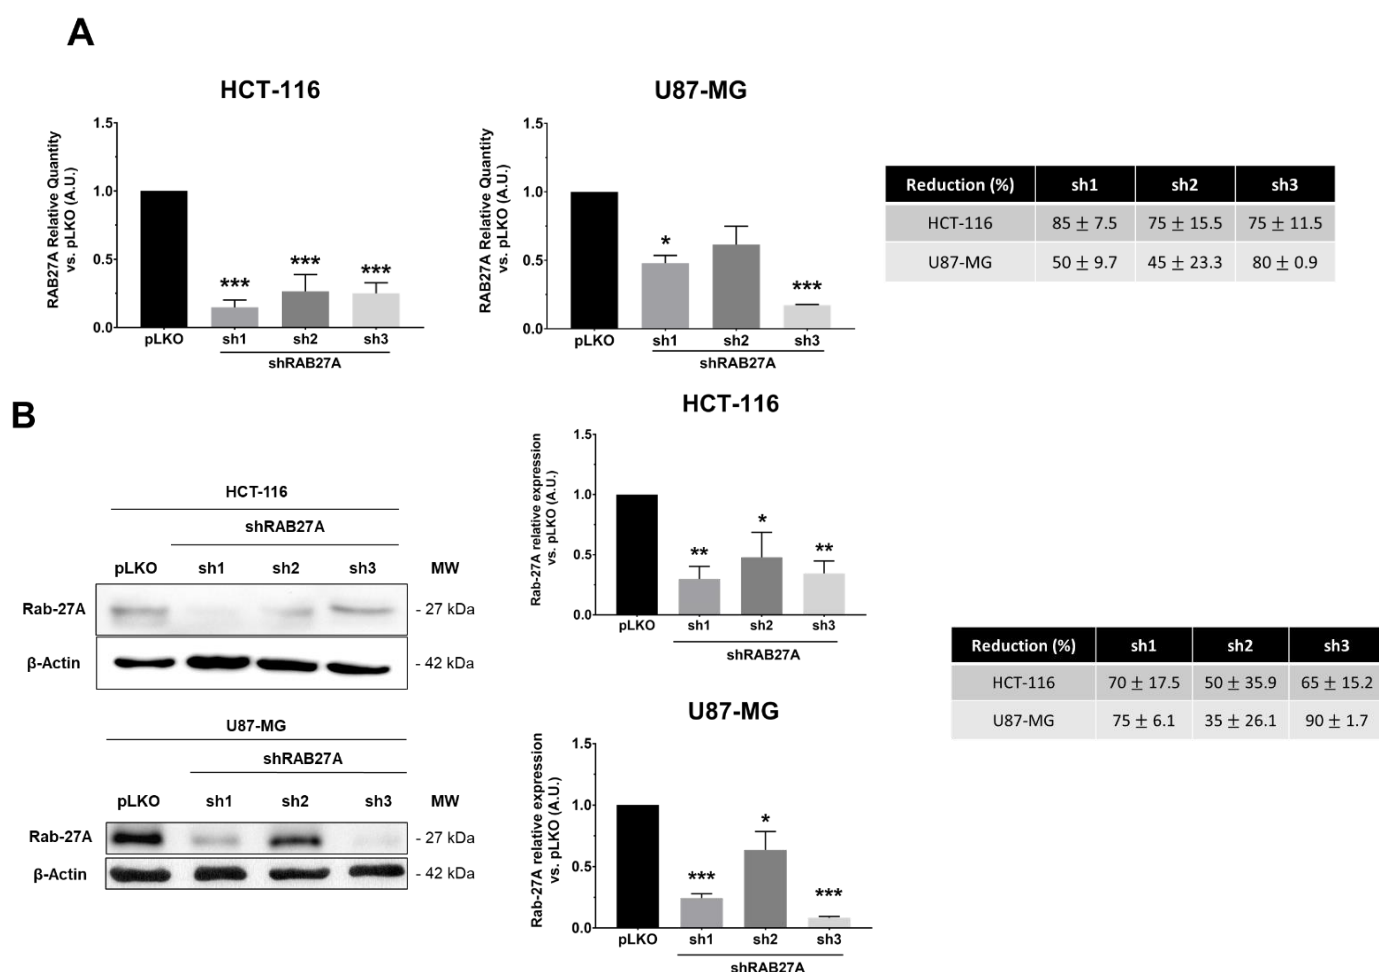 A
HCT-116
RAB27A Relative Quantity
vs. pLKO (A.U.)
1.5
1.0
0.5
0.0
***
***
***
pLKO
sh1
sh2
sh3
shRAB27A
U87-MG
RAB27A Relative Quantity
vs. pLKO (A.U.)
1.5
1.0
0.5
0.0
*
***
pLKO
sh1
sh2
sh3
shRAB27A
Reduction (%) sh1 sh2 sh3
HCT-116 85 ± 7.5 75 ± 15.5 75 ± 11.5
U87-MG 50 ± 9.7 45 ± 23.3 80 ± 0.9
B
HCT-116
shRAB27A
pLKO sh1 sh2 sh3 MW
Rab-27A - 27 kDa
β-Actin - 42 kDa
U87-MG
shRAB27A
pLKO sh1 sh2 sh3 MW
Rab-27A - 27 kDa
β-Actin - 42 kDa
HCT-116
Rab-27A relative expression
vs. pLKO (A.U.)
1.5
1.0
0.5
0.0
**
*
**
pLKO
sh1
sh2
sh3
shRAB27A
U87-MG
Rab-27A relative expression
vs. pLKO (A.U.)
1.5
1.0
0.5
0.0
***
*
***
pLKO
sh1
sh2
sh3
shRAB27A
Reduction (%) sh1 sh2 sh3
HCT-116 70 ± 17.5 50 ± 35.9 65 ± 15.2
U87-MG 75 ± 6.1 35 ± 26.1 90 ± 1.7